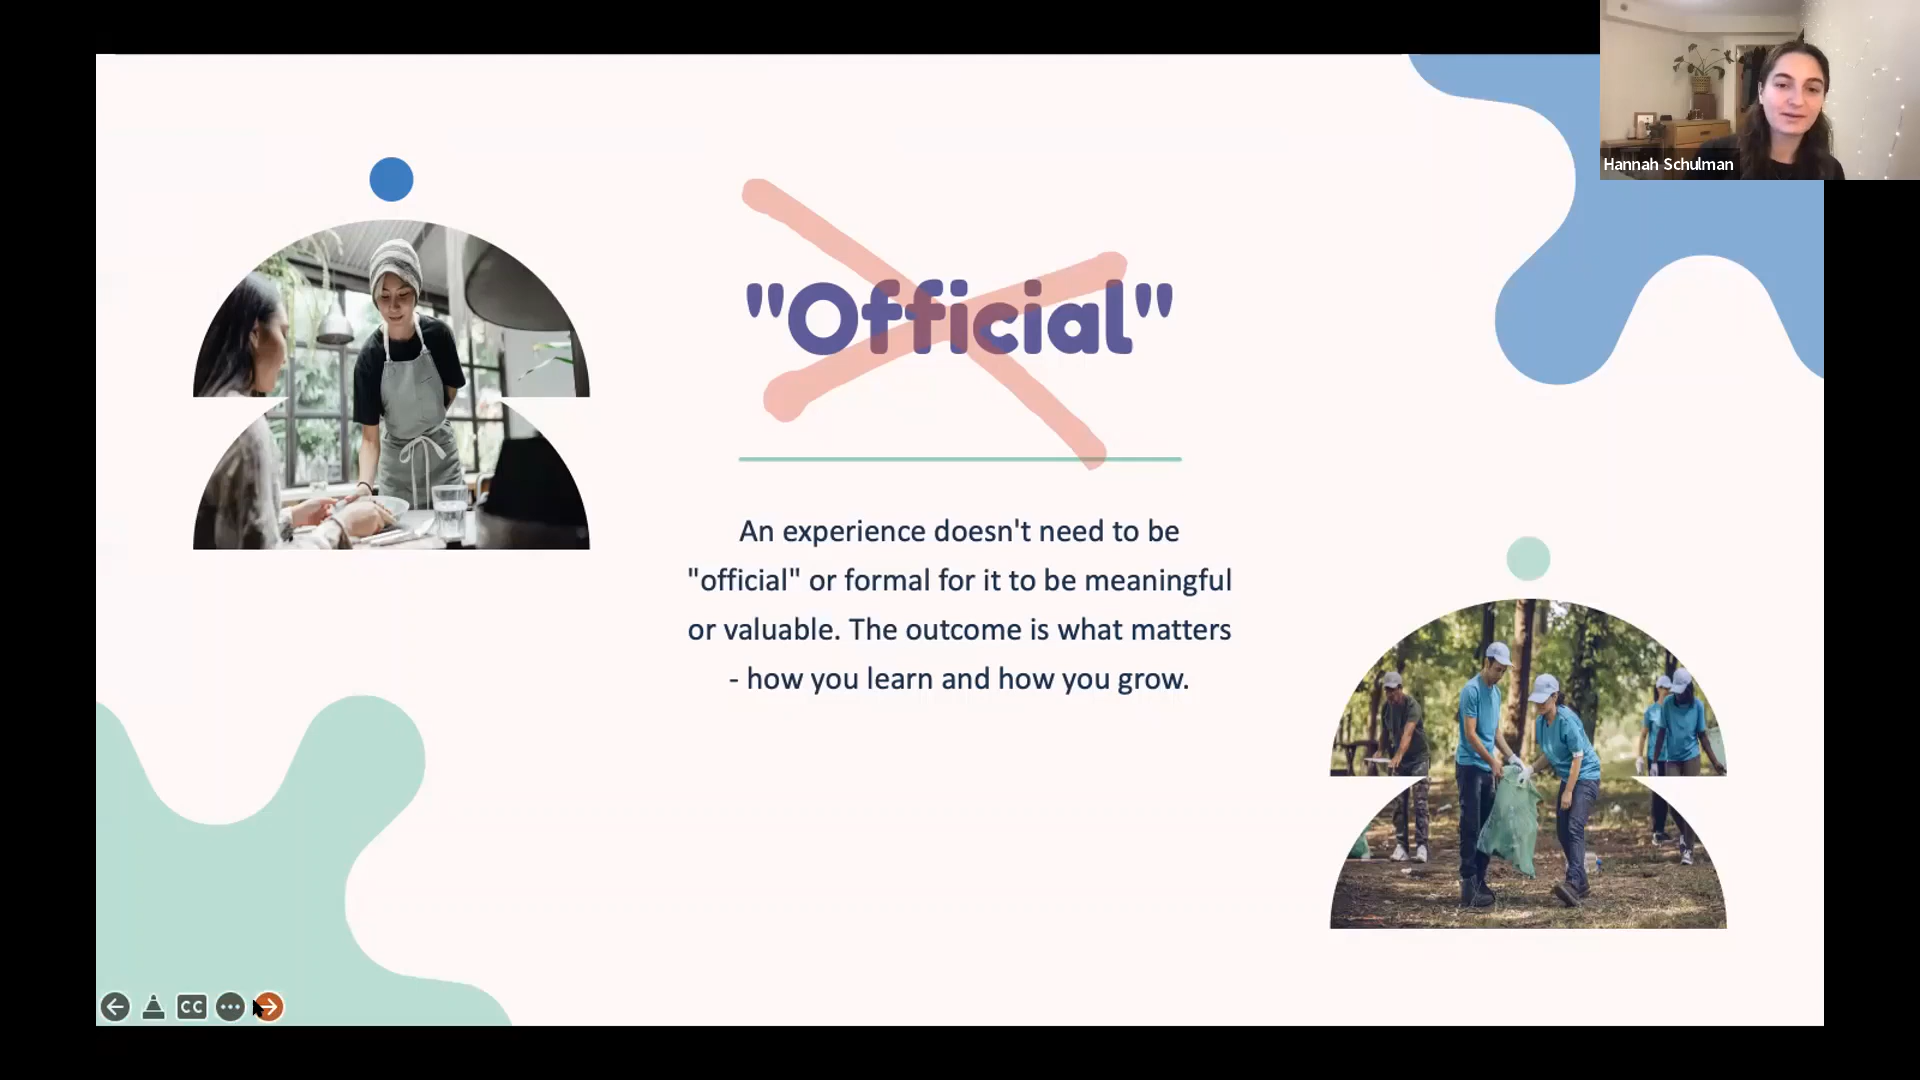 Hannah Schulman
"Official"
An experience doesn't need to be
"official" or formal for it to be meaningful
or valuable. The outcome is what matters
- how you learn and how you grow.
CC